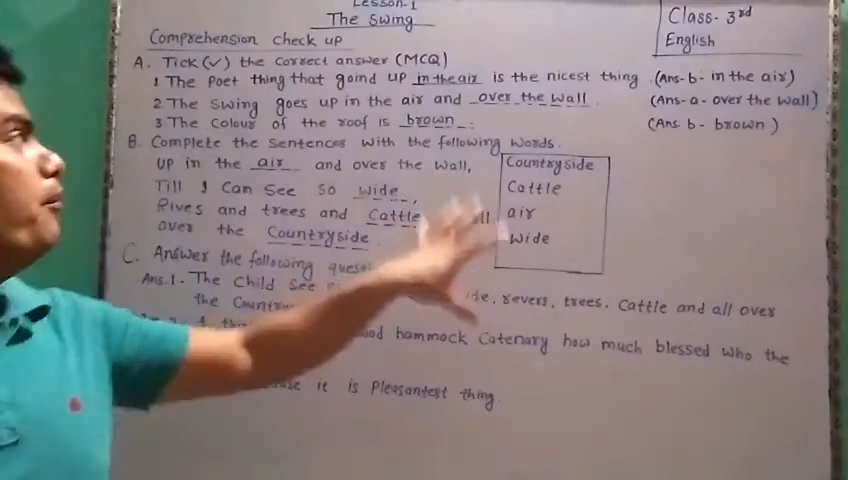 Lesson-1
The Swing
Class- 3rd
English
Comprehension check up
A. Tick (✓) the correct answer (MCQ)
1 The Poet thing that goind up in the air is the nicest thing. (Ans-b- in the air)
2 The swing goes up in the air and over the wall. (Ans-a- over the wall)
3 The Colour of the roof is brown. (Ans b- brown)
B. Complete the sentences with the following words.
up in the air and over the wall,
Till I can see so wide,
Rives and trees and Cattle
over the Countryside.
Countryside
Cattle
air
wide
C. Answer the following
Ans.1- The child see revers, trees, cattle and all over
the
hammock Catenary how much blessed who the
it is Pleasantest thing.